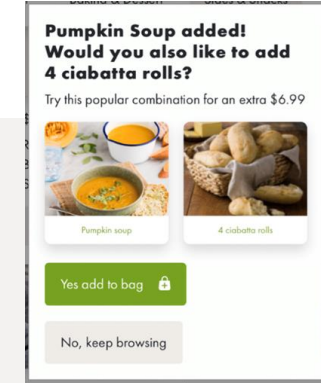 Pumpkin Soup added!
Would you also like to add
4 ciabatta rolls?
Try this popular combination for an extra $6.99
Pumpkin soup
4 ciabatta rolls
Yes add to bag
No, keep browsing